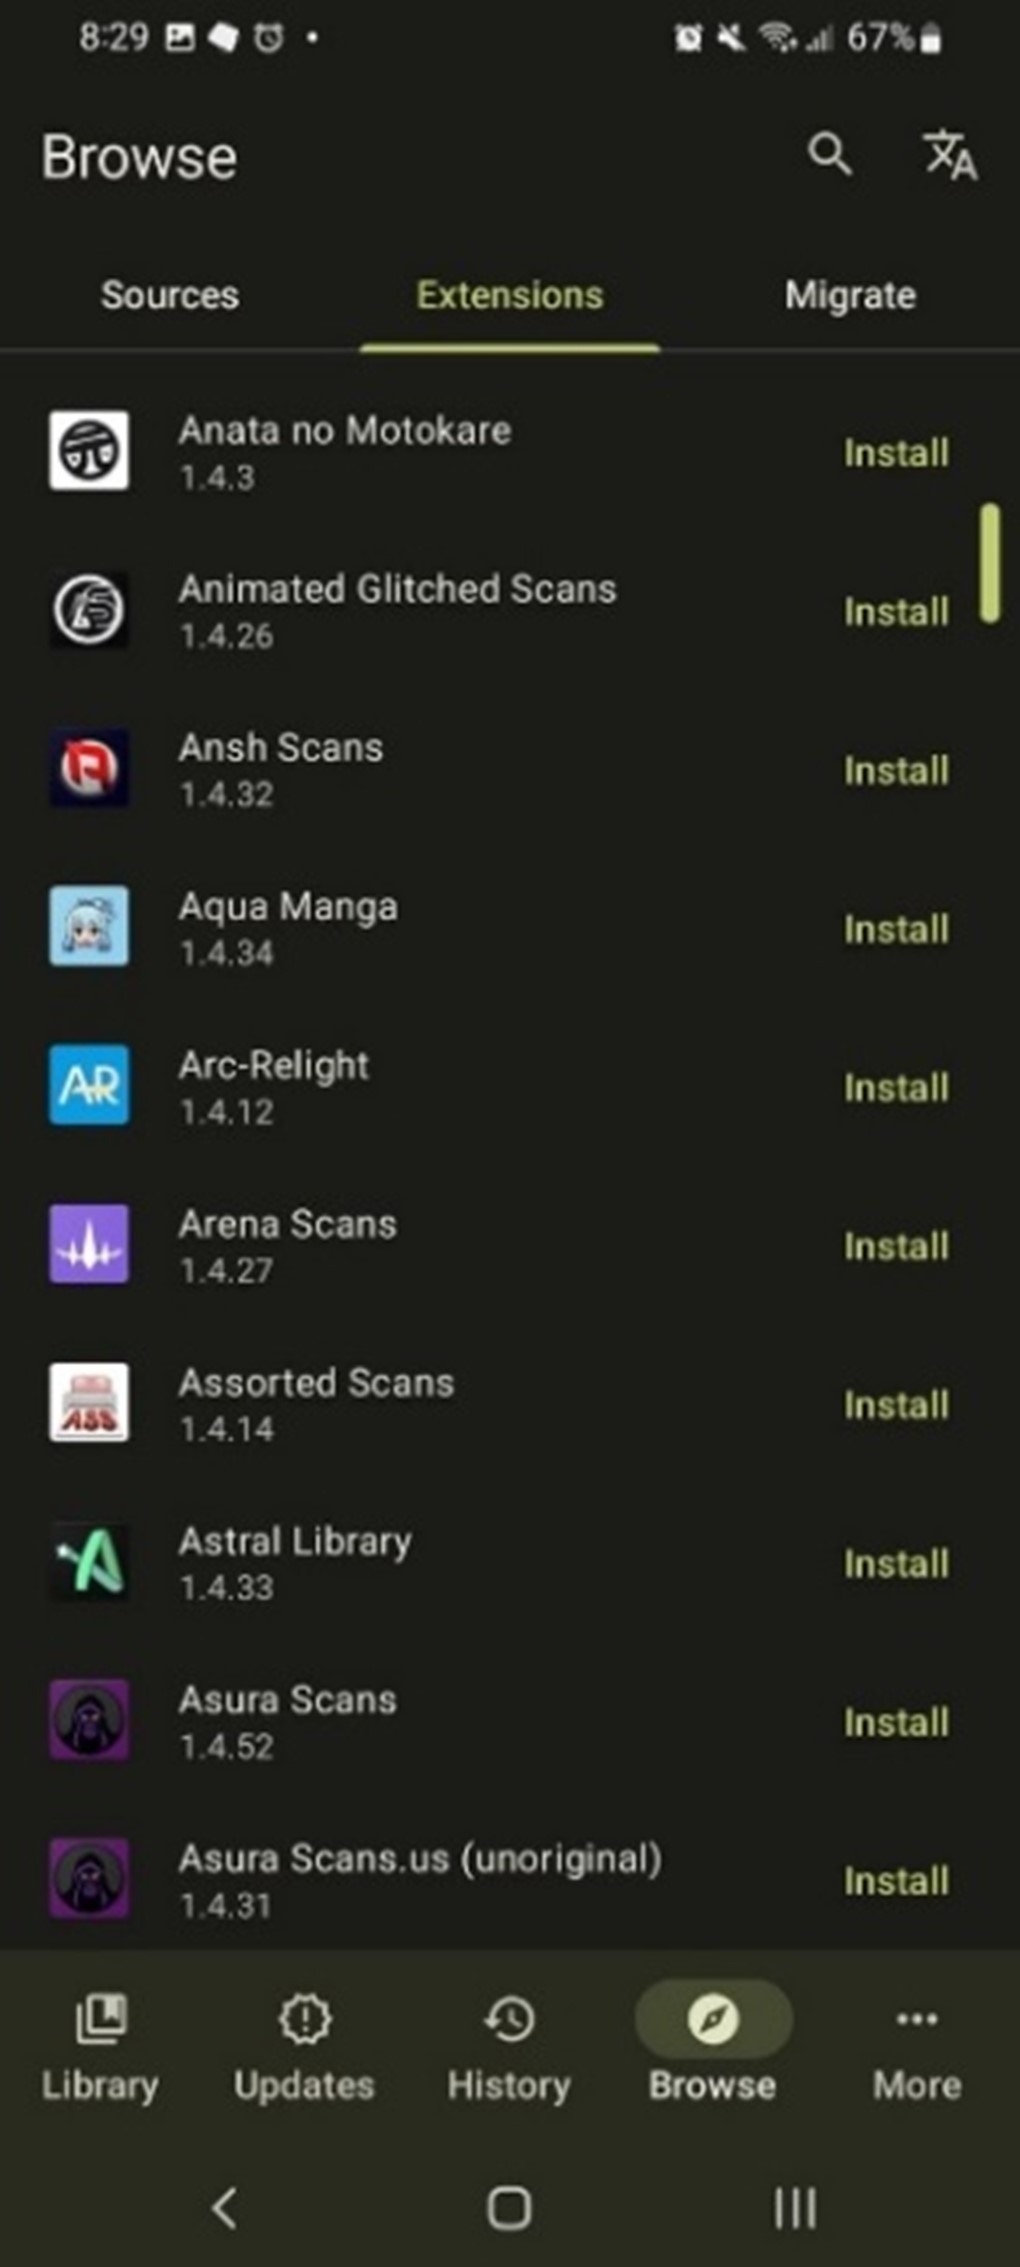 8:29
67%
Browse
Sources
Extensions
Migrate
Anata no Motokare
1.4.3
Install
Animated Glitched Scans
1.4.26
Install
Ansh Scans
1.4.32
Install
Aqua Manga
1.4.34
Install
AR
Arc-Relight
1.4.12
Install
Arena Scans
1.4.27
Install
ASS
Assorted Scans
1.4.14
Install
Astral Library
1.4.33
Install
Asura Scans
1.4.52
Install
Asura Scans.us (unoriginal)
1.4.31
Install
Library
Updates
History
Browse
More